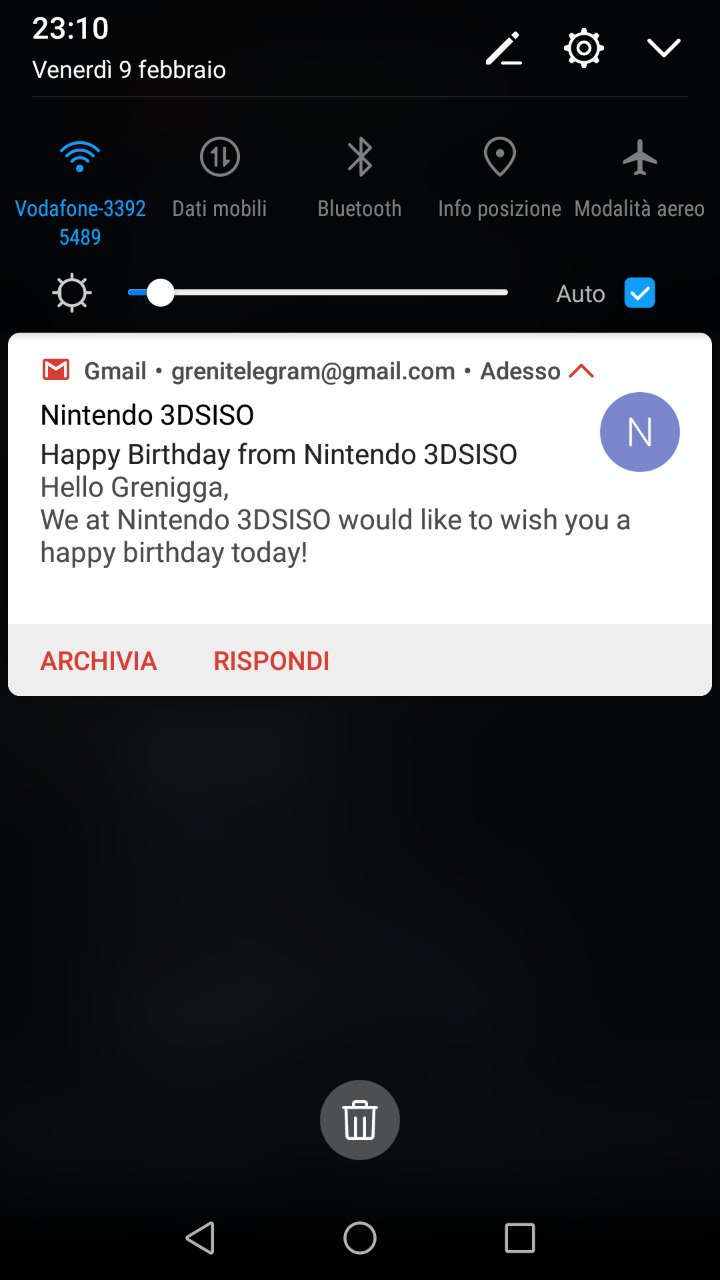 23:10
Venerdì 9 febbraio
Vodafone-3392
5489
Dati mobili
Bluetooth
Info posizione
Modalità aereo
Auto
Gmail • grenitelegram@gmail.com • Adesso
Nintendo 3DSISO
N
Happy Birthday from Nintendo 3DSISO
Hello Grenigga,
We at Nintendo 3DSISO would like to wish you a
happy birthday today!
ARCHIVIA
RISPONDI